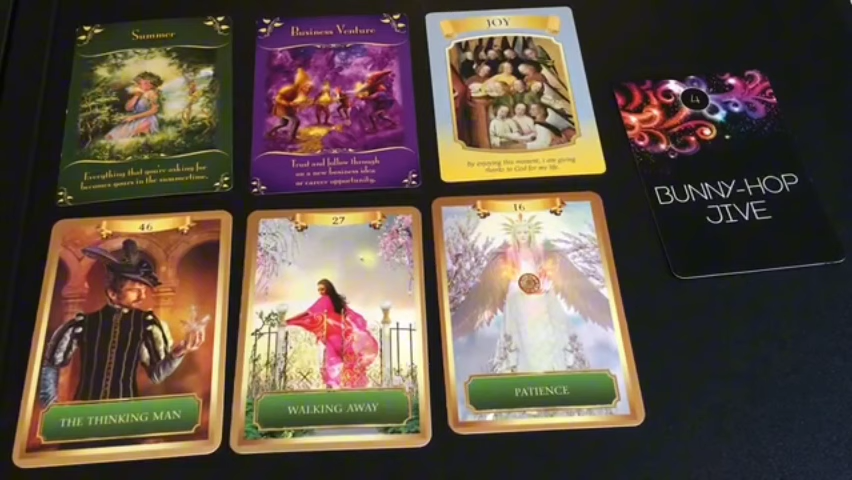 Summer
Everything that you're asking for
becomes yours in the summertime.
Business Venture
Trust and follow through
on a new business idea
or career opportunity.
JOY
By enjoying this moment, I am giving
thanks to God for my life.
4
BUNNY-HOP
JIVE
46
THE THINKING MAN
27
WALKING AWAY
16
PATIENCE